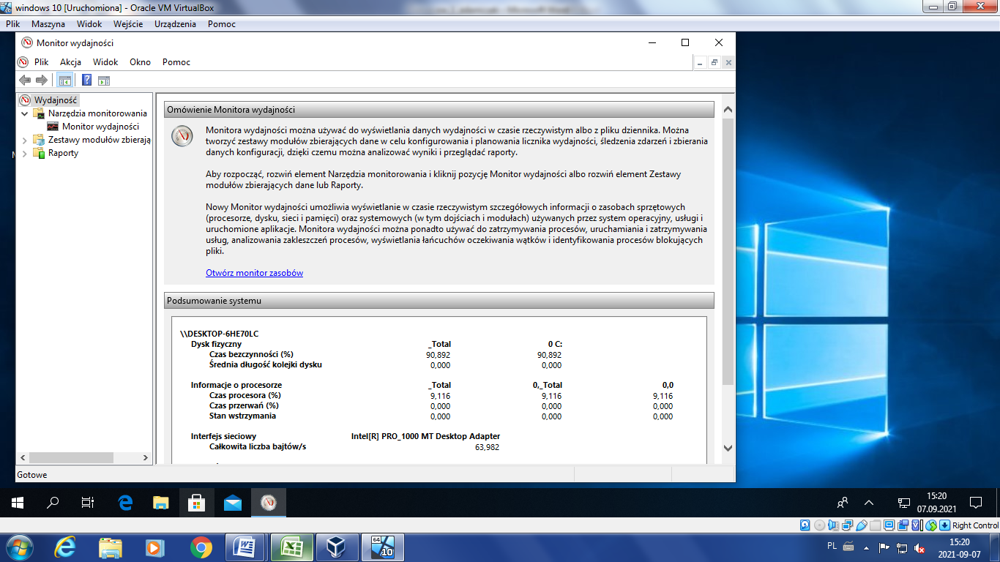 windows 10 [Uruchomiona] - Oracle VM VirtualBox
Plik Maszyna Widok Wejście Urządzenia Pomoc
Monitor wydajności
Plik Akcja Widok Okno Pomoc
Wydajność
Narzędzia monitorowania
Monitor wydajności
Zestawy modułów zbierają
Raporty
Omówienie Monitora wydajności
Monitora wydajności można używać do wyświetlania danych wydajności w czasie rzeczywistym albo z pliku dziennika. Można
tworzyć zestawy modułów zbierających dane w celu konfigurowania i planowania licznika wydajności, śledzenia zdarzeń i zbierania
danych konfiguracji, dzięki czemu można analizować wyniki i przeglądać raporty.
Aby rozpocząć, rozwiń element Narzędzia monitorowania i kliknij pozycję Monitor wydajności albo rozwiń element Zestawy
modułów zbierających dane lub Raporty.
Nowy Monitor wydajności umożliwia wyświetlanie w czasie rzeczywistym szczegółowych informacji o zasobach sprzętowych
(procesorze, dysku, sieci i pamięci) oraz systemowych (w tym dojściach i modułach) używanych przez system operacyjny, usługi i
uruchomione aplikacje. Monitora wydajności można ponadto używać do zatrzymywania procesów, uruchamiania i zatrzymywania
usług, analizowania zakleszczeń procesów, wyświetlania łańcuchów oczekiwania wątków i identyfikowania procesów blokujących
pliki.
Otwórz monitor zasobów
Podsumowanie systemu
\\DESKTOP-6HE70LC
Dysk fizyczny _Total 0 C:
Czas bezczynności (%) 90,892 90,892
Średnia długość kolejki dysku 0,000 0,000
Informacje o procesorze _Total 0,_Total 0,0
Czas procesora (%) 9,116 9,116 9,116
Czas przerwań (%) 0,000 0,000 0,000
Stan wstrzymania 0,000 0,000 0,000
Interfejs sieciowy Intel[R] PRO_1000 MT Desktop Adapter
Całkowita liczba bajtów/s 63,982
Gotowe
15:20
07.09.2021
Right Control
64
10
PL
15:20
2021-09-07